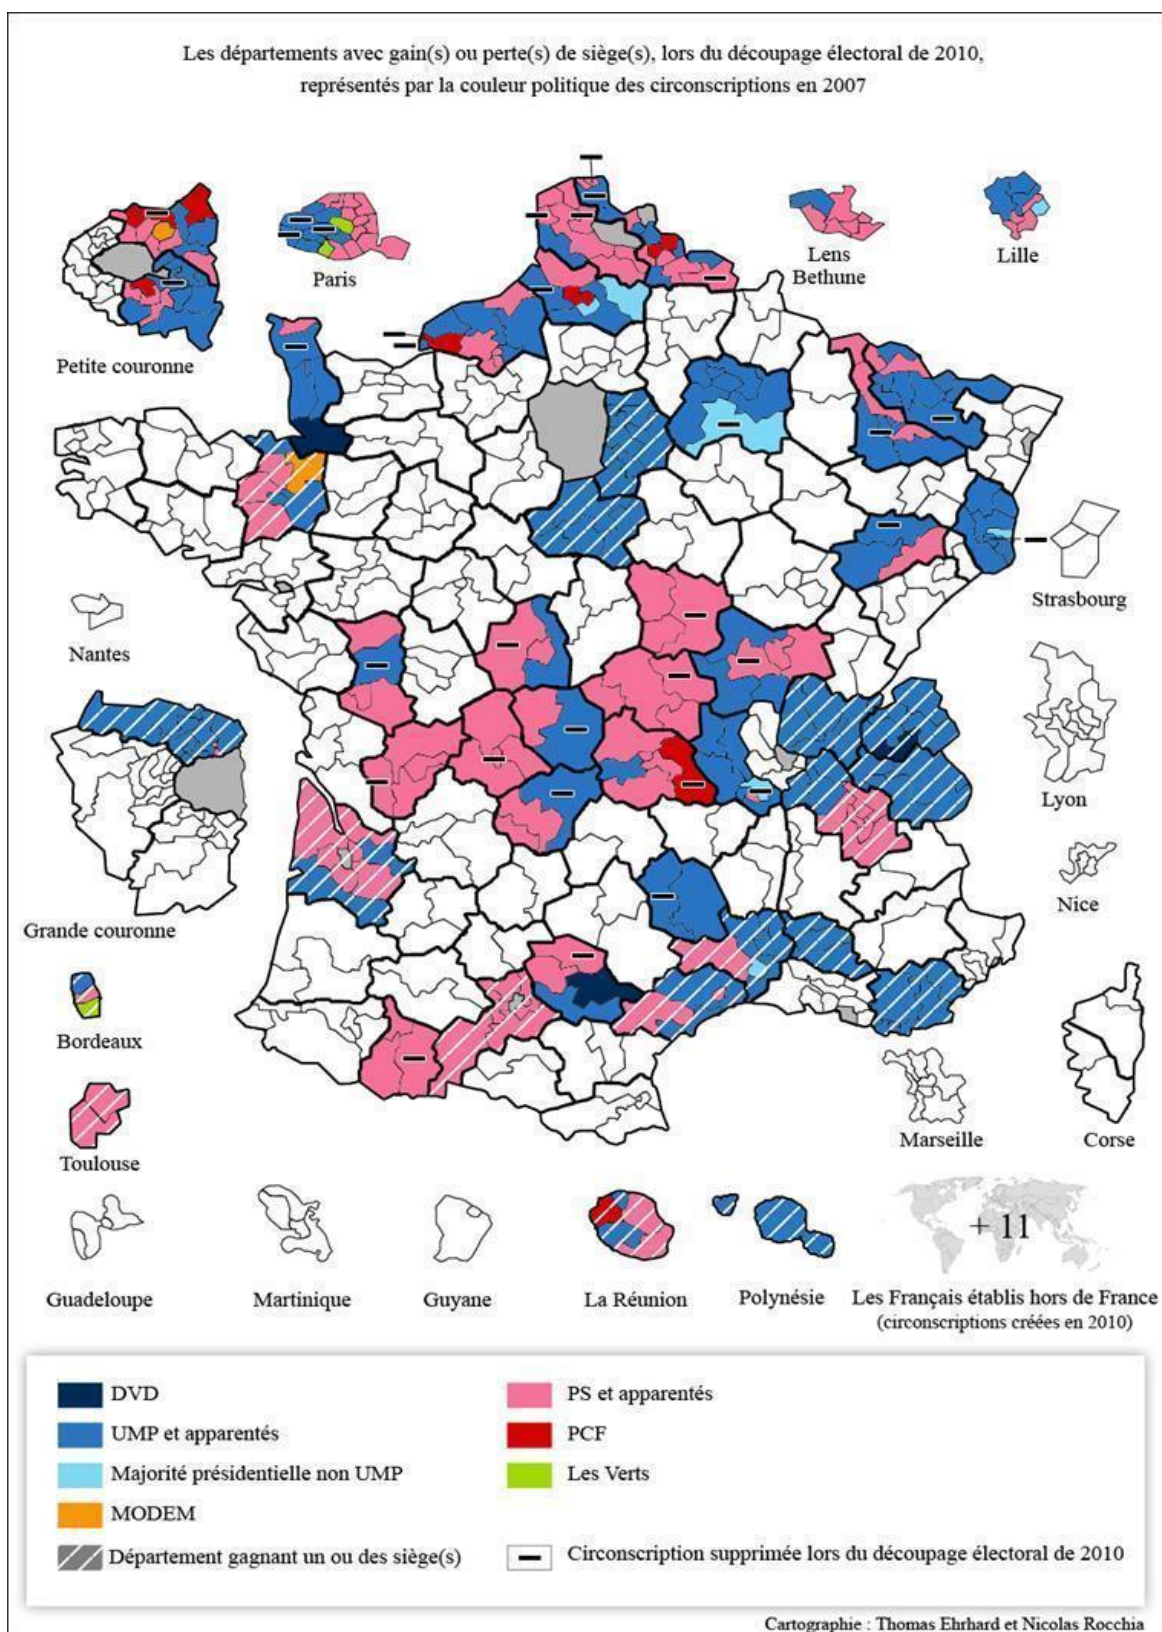 Les départements avec gain(s) ou perte(s) de siège(s), lors du découpage électoral de 2010,
représentés par la couleur politique des circonscriptions en 2007
Petite couronne
Paris
Lens
Bethune
Lille
Strasbourg
Nantes
Lyon
Nice
Grande couronne
Bordeaux
Toulouse
Marseille
Corse
Guadeloupe
Martinique
Guyane
La Réunion
Polynésie
+ 11
Les Français établis hors de France
(circonscriptions créées en 2010)
DVD
UMP et apparentés
Majorité présidentielle non UMP
MODEM
Département gagnant un ou des siège(s)
PS et apparentés
PCF
Les Verts
Circonscription supprimée lors du découpage électoral de 2010
Cartographie : Thomas Ehrhard et Nicolas Rocchia